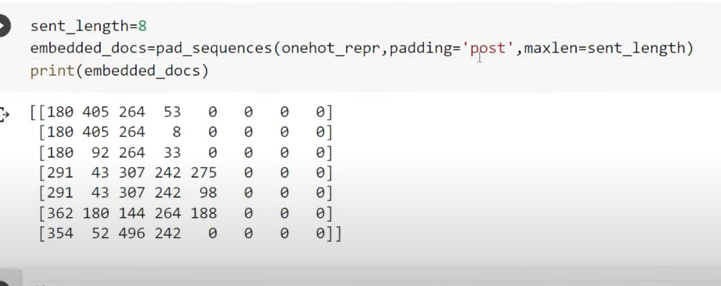 sent_length=8
embedded_docs=pad_sequences(onehot_repr,padding='post',maxlen=sent_length)
print(embedded_docs)
[[180 405 264  53   0   0   0   0]
 [180 405 264   8   0   0   0   0]
 [180  92 264  33   0   0   0   0]
 [291  43 307 242 275   0   0   0]
 [291  43 307 242  98   0   0   0]
 [362 180 144 264 188   0   0   0]
 [354  52 496 242   0   0   0   0]]